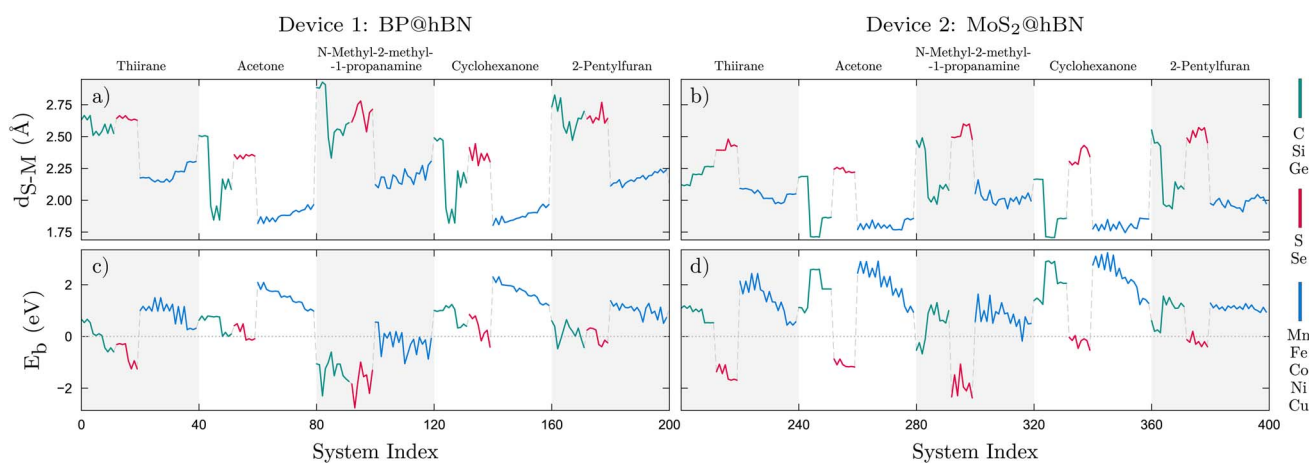 Device 1: BP@hBN
Device 2: MoS₂@hBN
Thiirane
Acetone
N-Methyl-2-methyl-
-1-propanamine
Cyclohexanone
2-Pentylfuran
Thiirane
Acetone
N-Methyl-2-methyl-
-1-propanamine
Cyclohexanone
2-Pentylfuran
a)
b)
d_S-M (Å)
2.75
2.50
2.25
2.00
1.75
c)
d)
E_b (eV)
2
0
−2
0
40
80
120
160
200
240
280
320
360
400
System Index
System Index
C
Si
Ge
S
Se
Mn
Fe
Co
Ni
Cu